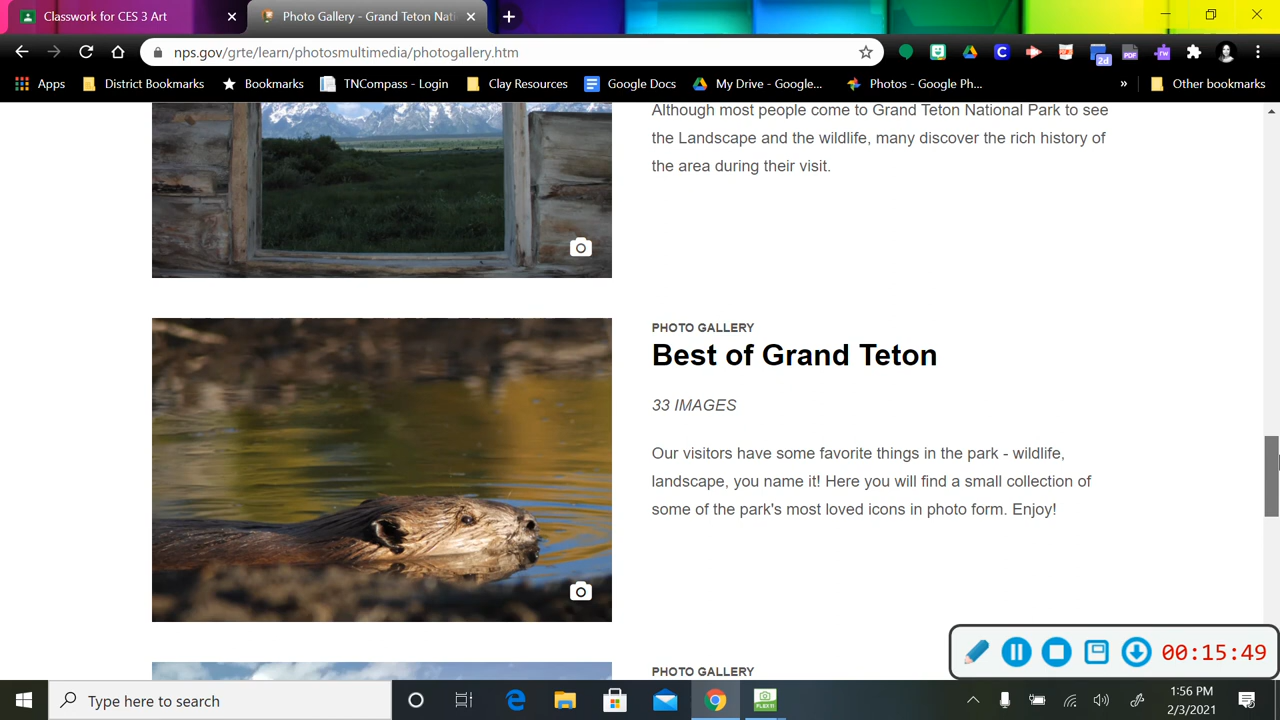 Classwork for CES 3 Art
Photo Gallery - Grand Teton Nati
nps.gov/grte/learn/photosmultimedia/photogallery.htm
2d
PDF
rw
Apps
District Bookmarks
Bookmarks
TNCompass - Login
Clay Resources
Google Docs
My Drive - Google...
Photos - Google Ph...
»
Other bookmarks
Although most people come to Grand Teton National Park to see
the Landscape and the wildlife, many discover the rich history of
the area during their visit.
PHOTO GALLERY
Best of Grand Teton
33 IMAGES
Our visitors have some favorite things in the park - wildlife,
landscape, you name it! Here you will find a small collection of
some of the park's most loved icons in photo form. Enjoy!
PHOTO GALLERY
00:15:49
Type here to search
FLEX 11
1:56 PM
2/3/2021